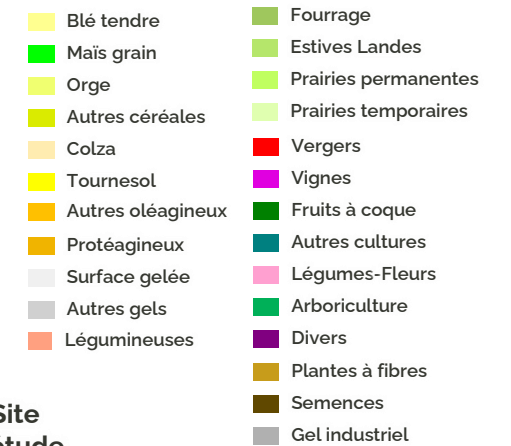 Blé tendre
Maïs grain
Orge
Autres céréales
Colza
Tournesol
Autres oléagineux
Protéagineux
Surface gelée
Autres gels
Légumineuses
Fourrage
Estives Landes
Prairies permanentes
Prairies temporaires
Vergers
Vignes
Fruits à coque
Autres cultures
Légumes-Fleurs
Arboriculture
Divers
Plantes à fibres
Semences
Gel industriel
Site
étude